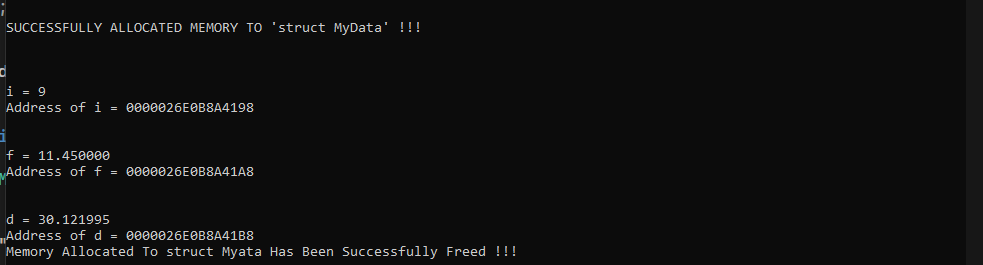 SUCCESSFULLY ALLOCATED MEMORY TO 'struct MyData' !!!
i = 9
Address of i = 0000026E0B8A4198
f = 11.450000
Address of f = 0000026E0B8A41A8
d = 30.121995
Address of d = 0000026E0B8A41B8
Memory Allocated To struct Myata Has Been Successfully Freed !!!